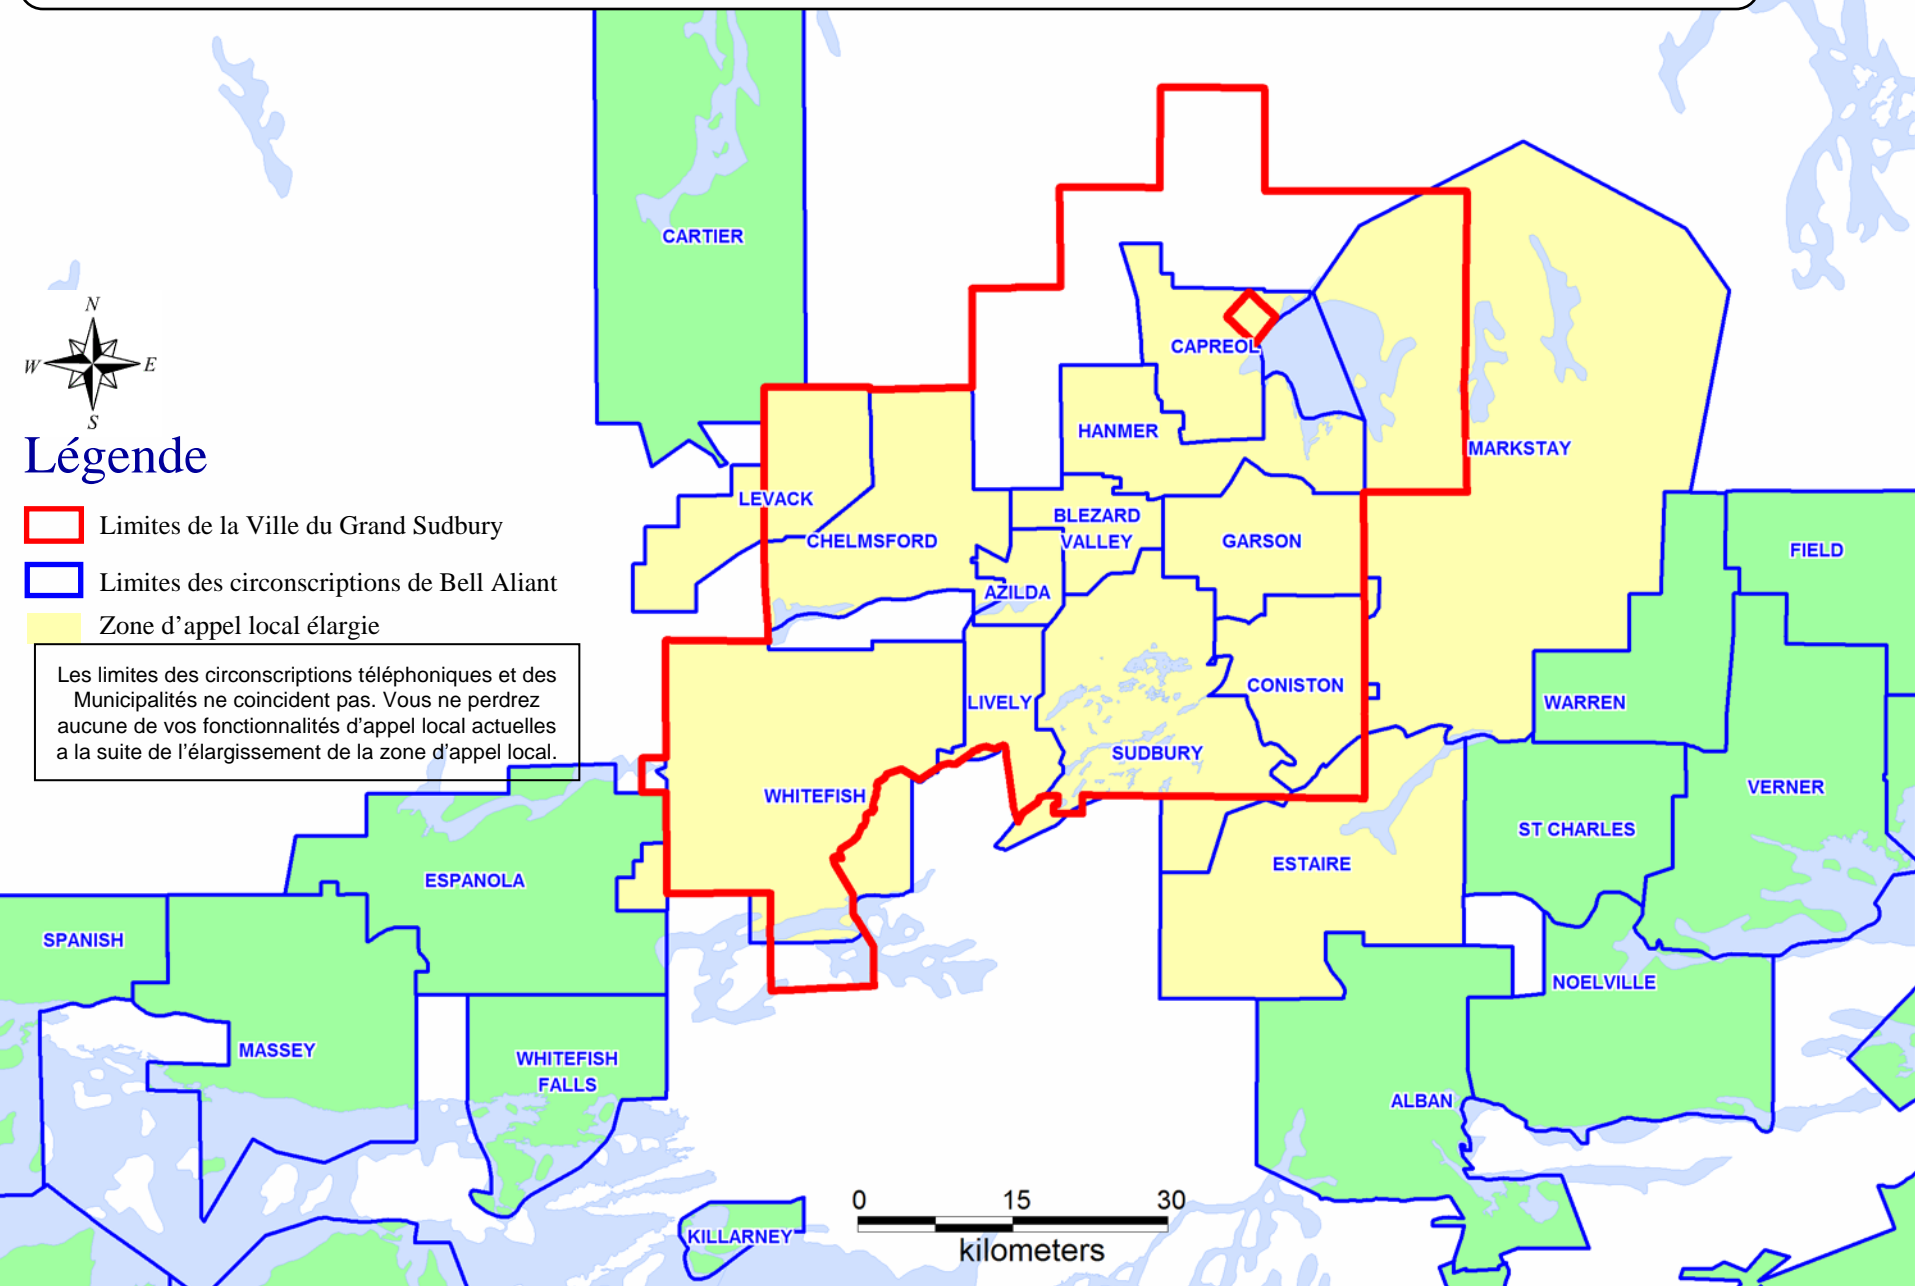 CARTIER
N
W
E
S
CAPREOL
HANMER
MARKSTAY
Légende
LEVACK
Limites de la Ville du Grand Sudbury
BLEZARD
VALLEY
CHELMSFORD
GARSON
FIELD
Limites des circonscriptions de Bell Aliant
AZILDA
Zone d'appel local élargie
Les limites des circonscriptions téléphoniques et des
Municipalités ne coincident pas. Vous ne perdrez
aucune de vos fonctionnalités d'appel local actuelles
a la suite de l'élargissement de la zone d'appel local.
CONISTON
LIVELY
WARREN
SUDBURY
WHITEFISH
VERNER
ST CHARLES
ESTAIRE
ESPANOLA
SPANISH
NOELVILLE
MASSEY
WHITEFISH
FALLS
ALBAN
KILLARNEY
0 15 30
kilometers